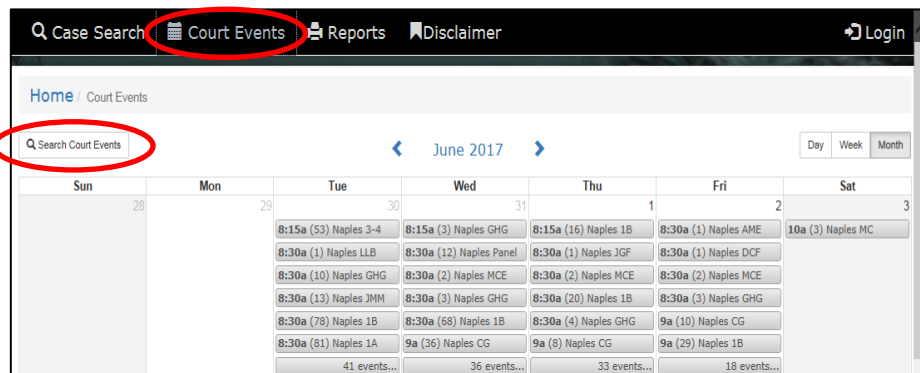 Case Search Court Events Reports Disclaimer Login
Home / Court Events
Search Court Events June 2017 Day Week Month
Sun Mon Tue Wed Thu Fri Sat
28 29 30 31 1 2 3
8:15a (53) Naples 3-4 8:15a (3) Naples GHG 8:15a (16) Naples 1B 8:30a (1) Naples AME 10a (3) Naples MC
8:30a (1) Naples LLB 8:30a (12) Naples Panel 8:30a (1) Naples JGF 8:30a (1) Naples DCF
8:30a (10) Naples GHG 8:30a (2) Naples MCE 8:30a (2) Naples MCE 8:30a (2) Naples MCE
8:30a (13) Naples JMM 8:30a (3) Naples GHG 8:30a (20) Naples 1B 8:30a (3) Naples GHG
8:30a (78) Naples 1B 8:30a (68) Naples 1B 8:30a (4) Naples GHG 9a (10) Naples CG
8:30a (81) Naples 1A 9a (36) Naples CG 9a (8) Naples CG 9a (29) Naples 1B
41 events... 36 events... 33 events... 18 events...